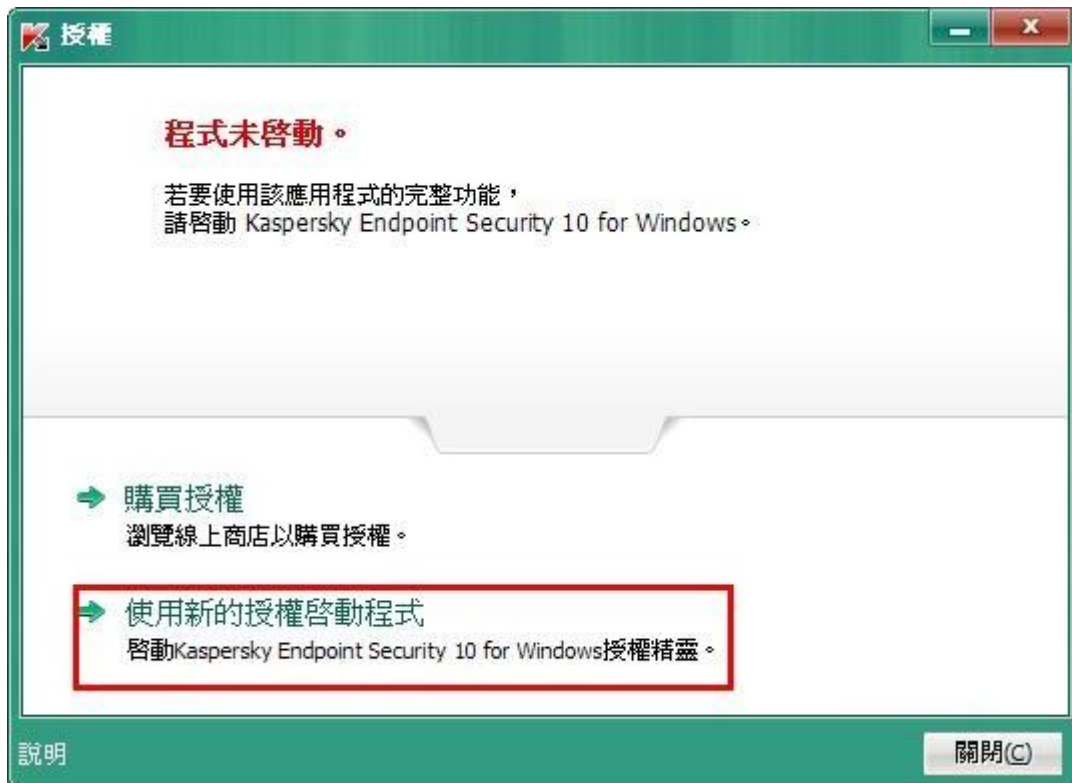 授權
程式未啓動。
若要使用該應用程式的完整功能，
請啓動 Kaspersky Endpoint Security 10 for Windows。
購買授權
瀏覽線上商店以購買授權。
使用新的授權啓動程式
啓動Kaspersky Endpoint Security 10 for Windows授權精靈。
說明
關閉(C)